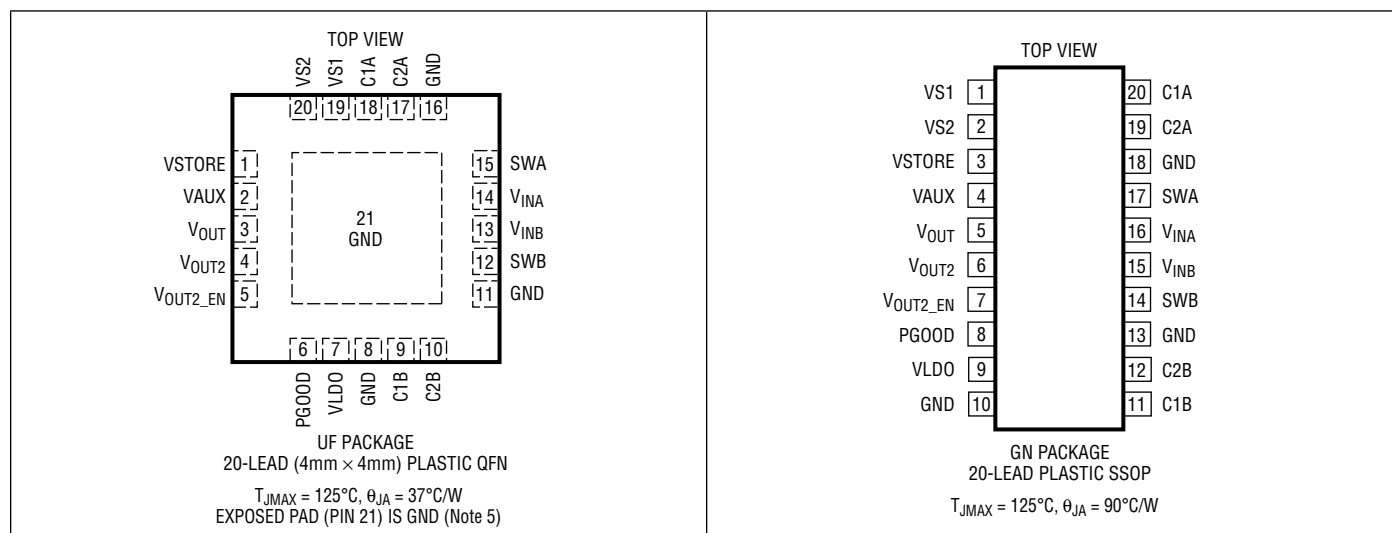 TOP VIEW
VS2 VS1 C1A C2A GND
20 19 18 17 16
VSTORE 1
VAUX 2
VOUT 3
VOUT2 4
VOUT2_EN 5
21
GND
15 SWA
14 VINA
13 VINB
12 SWB
11 GND
6 7 8 9 10
PGOOD VLDO GND C1B C2B
UF PACKAGE
20-LEAD (4mm × 4mm) PLASTIC QFN
TJMAX = 125°C, θJA = 37°C/W
EXPOSED PAD (PIN 21) IS GND (Note 5)
TOP VIEW
VS1 1
VS2 2
VSTORE 3
VAUX 4
VOUT 5
VOUT2 6
VOUT2_EN 7
PGOOD 8
VLDO 9
GND 10
20 C1A
19 C2A
18 GND
17 SWA
16 VINA
15 VINB
14 SWB
13 GND
12 C2B
11 C1B
GN PACKAGE
20-LEAD PLASTIC SSOP
TJMAX = 125°C, θJA = 90°C/W